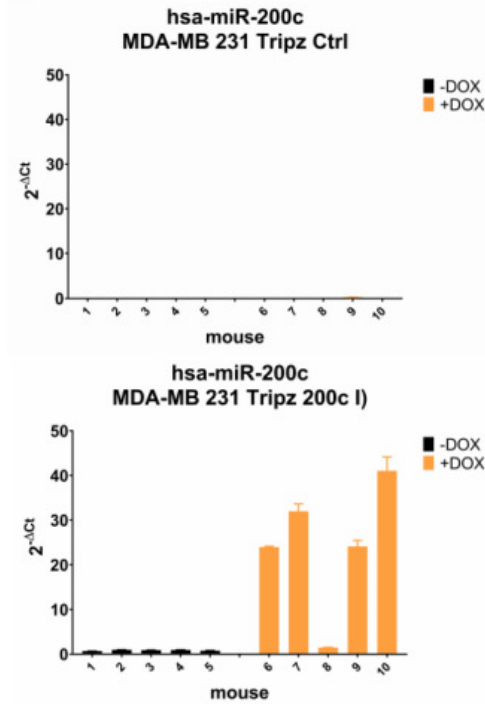 hsa-miR-200c
MDA-MB 231 Tripz Ctrl
-DOX
+DOX
50
40
30
20
10
0
2^-ΔCt
1 2 3 4 5 6 7 8 9 10
mouse
hsa-miR-200c
MDA-MB 231 Tripz 200c I)
-DOX
+DOX
50
40
30
20
10
0
2^-ΔCt
1 2 3 4 5 6 7 8 9 10
mouse